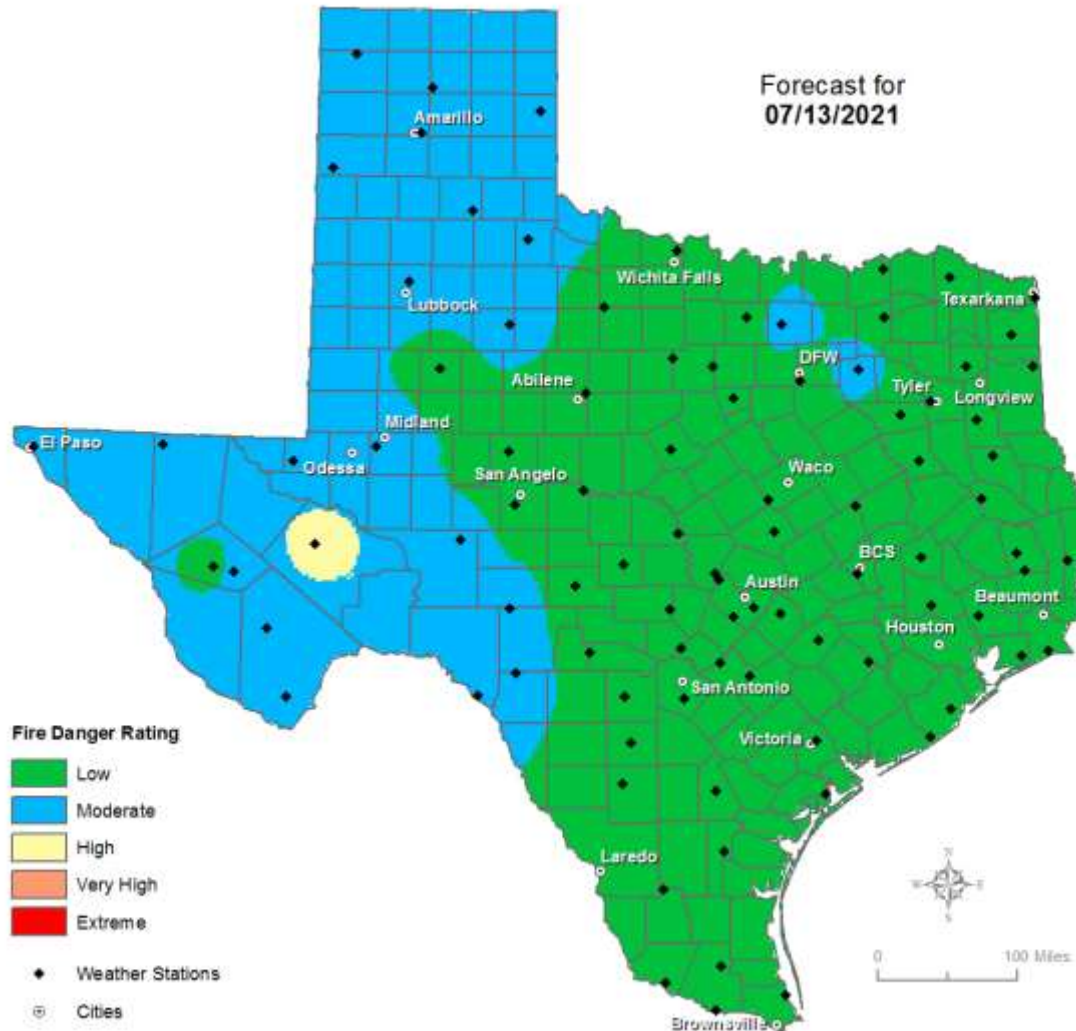 Forecast for
07/13/2021
Amarillo
Wichita Falls
Lubbock
Texarkana
DFW
Abilene
Tyler
Longview
Midland
El Paso
Odessa
San Angelo
Waco
BCS
Austin
Beaumont
Houston
San Antonio
Victoria
Laredo
Brownsville
Fire Danger Rating
Low
Moderate
High
Very High
Extreme
Weather Stations
Cities
N
W
E
S
0
100 Miles